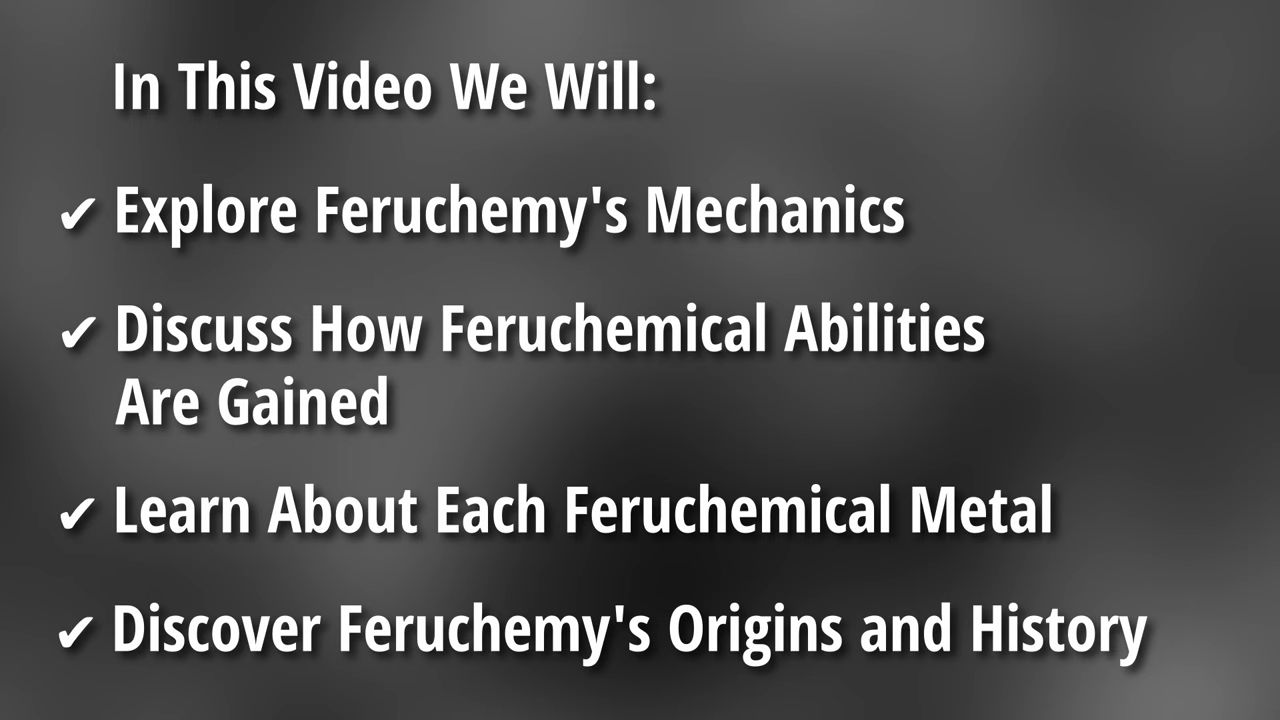 In This Video We Will:
✔ Explore Feruchemy's Mechanics
✔ Discuss How Feruchemical Abilities
Are Gained
✔ Learn About Each Feruchemical Metal
✔ Discover Feruchemy's Origins and History